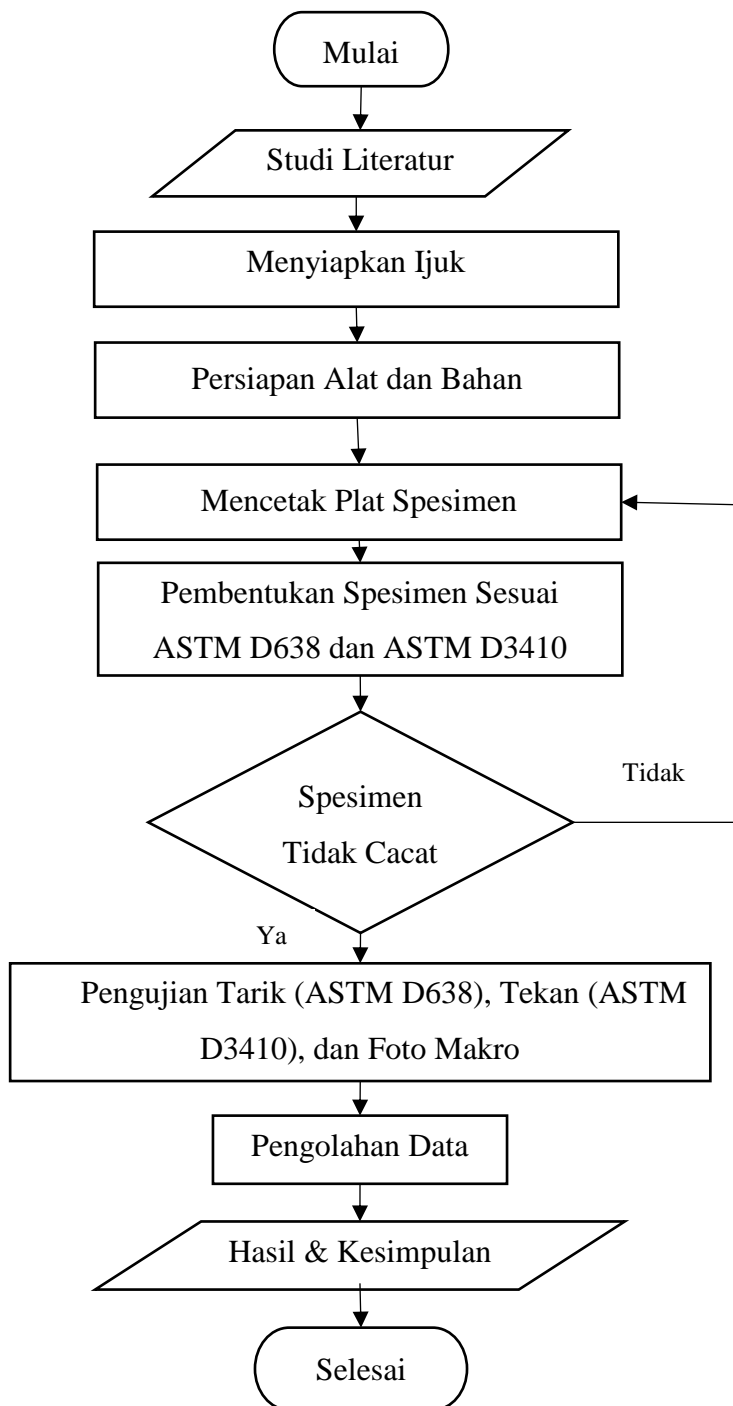 Mulai
Studi Literatur
Menyiapkan Ijuk
Persiapan Alat dan Bahan
Mencetak Plat Spesimen
Pembentukan Spesimen Sesuai
ASTM D638 dan ASTM D3410
Tidak
Spesimen
Tidak Cacat
Ya
Pengujian Tarik (ASTM D638), Tekan (ASTM
D3410), dan Foto Makro
Pengolahan Data
Hasil & Kesimpulan
Selesai